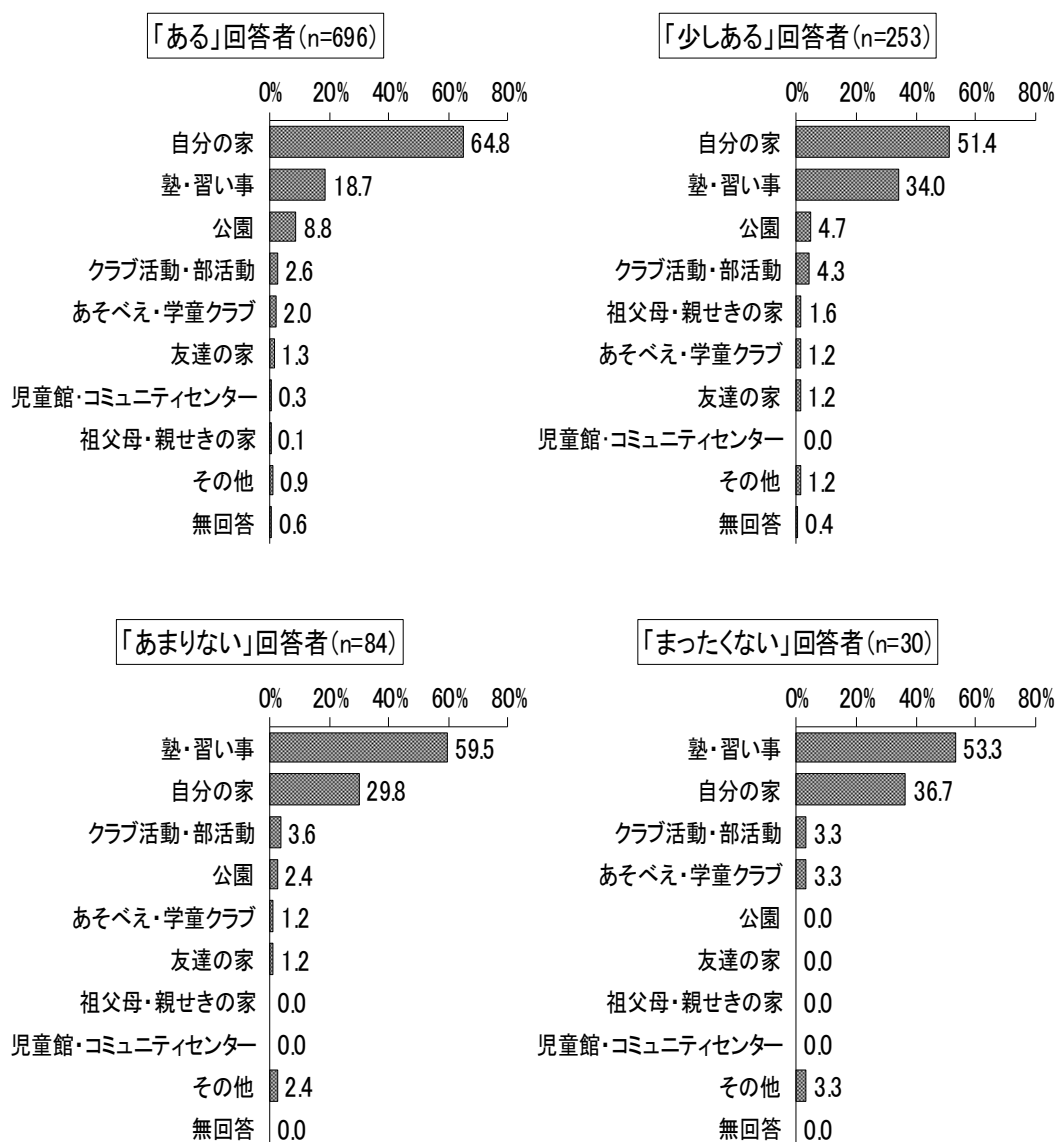 「ある」回答者(n=696)
0% 20% 40% 60% 80%
自分の家 64.8
塾・習い事 18.7
公園 8.8
クラブ活動・部活動 2.6
あそべえ・学童クラブ 2.0
友達の家 1.3
児童館・コミュニティセンター 0.3
祖父母・親せきの家 0.1
その他 0.9
無回答 0.6
「少しある」回答者(n=253)
0% 20% 40% 60% 80%
自分の家 51.4
塾・習い事 34.0
公園 4.7
クラブ活動・部活動 4.3
祖父母・親せきの家 1.6
あそべえ・学童クラブ 1.2
友達の家 1.2
児童館・コミュニティセンター 0.0
その他 1.2
無回答 0.4
「あまりない」回答者(n=84)
0% 20% 40% 60% 80%
塾・習い事 59.5
自分の家 29.8
クラブ活動・部活動 3.6
公園 2.4
あそべえ・学童クラブ 1.2
友達の家 1.2
祖父母・親せきの家 0.0
児童館・コミュニティセンター 0.0
その他 2.4
無回答 0.0
「まったくない」回答者(n=30)
0% 20% 40% 60% 80%
塾・習い事 53.3
自分の家 36.7
クラブ活動・部活動 3.3
あそべえ・学童クラブ 3.3
公園 0.0
友達の家 0.0
祖父母・親せきの家 0.0
児童館・コミュニティセンター 0.0
その他 3.3
無回答 0.0